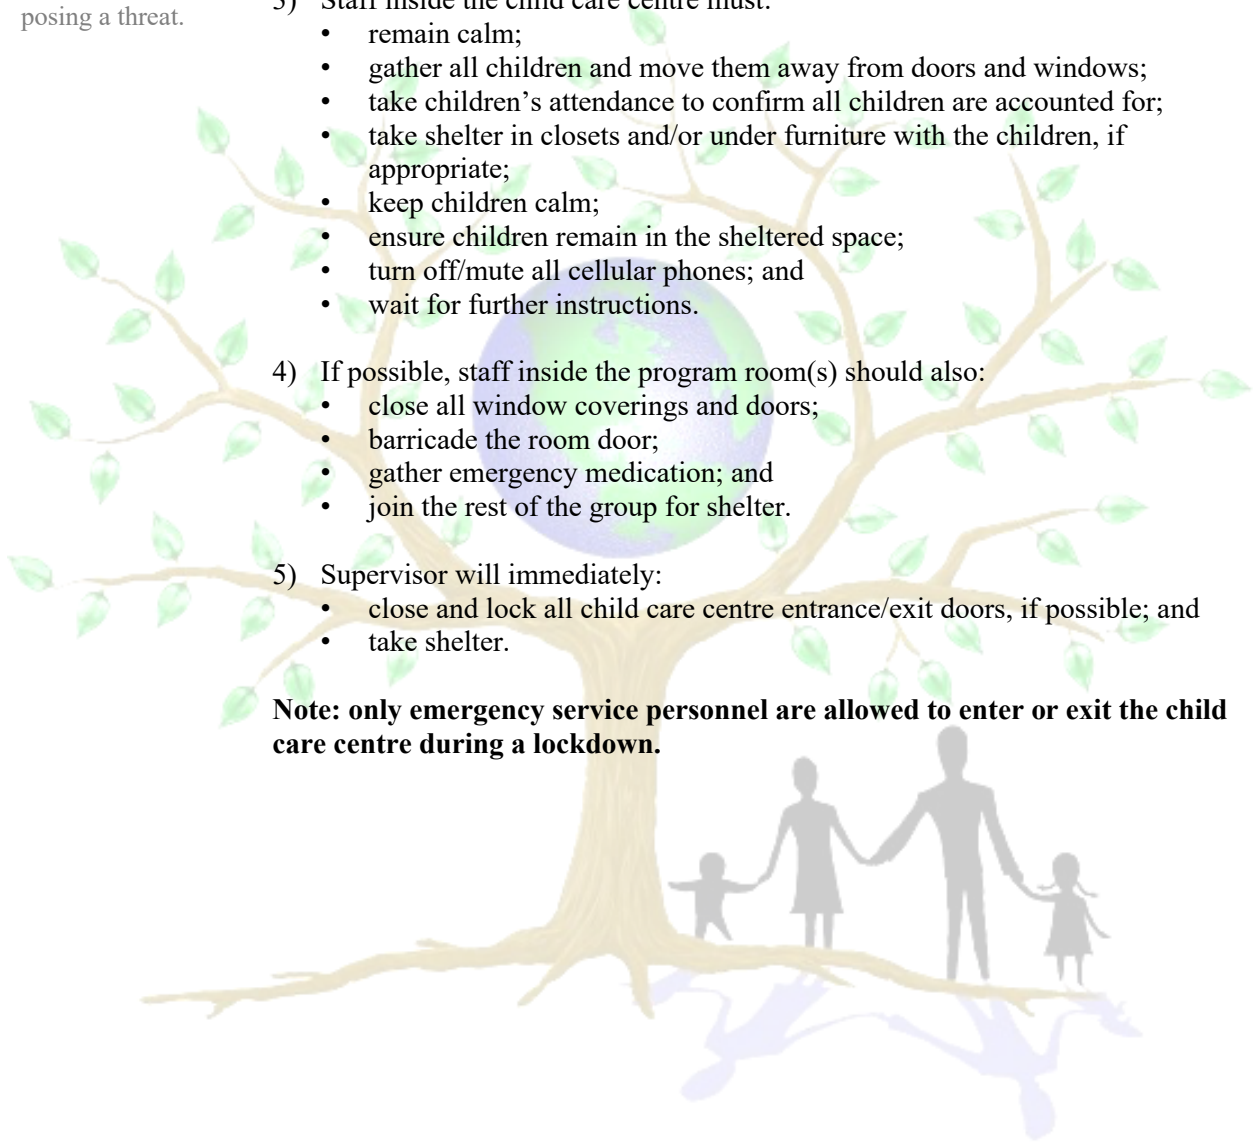 posing a threat.
3) Staff inside the child care centre must:
• remain calm;
• gather all children and move them away from doors and windows;
• take children’s attendance to confirm all children are accounted for;
• take shelter in closets and/or under furniture with the children, if
appropriate;
• keep children calm;
• ensure children remain in the sheltered space;
• turn off/mute all cellular phones; and
• wait for further instructions.
4) If possible, staff inside the program room(s) should also:
• close all window coverings and doors;
• barricade the room door;
• gather emergency medication; and
• join the rest of the group for shelter.
5) Supervisor will immediately:
• close and lock all child care centre entrance/exit doors, if possible; and
• take shelter.
Note: only emergency service personnel are allowed to enter or exit the child
care centre during a lockdown.